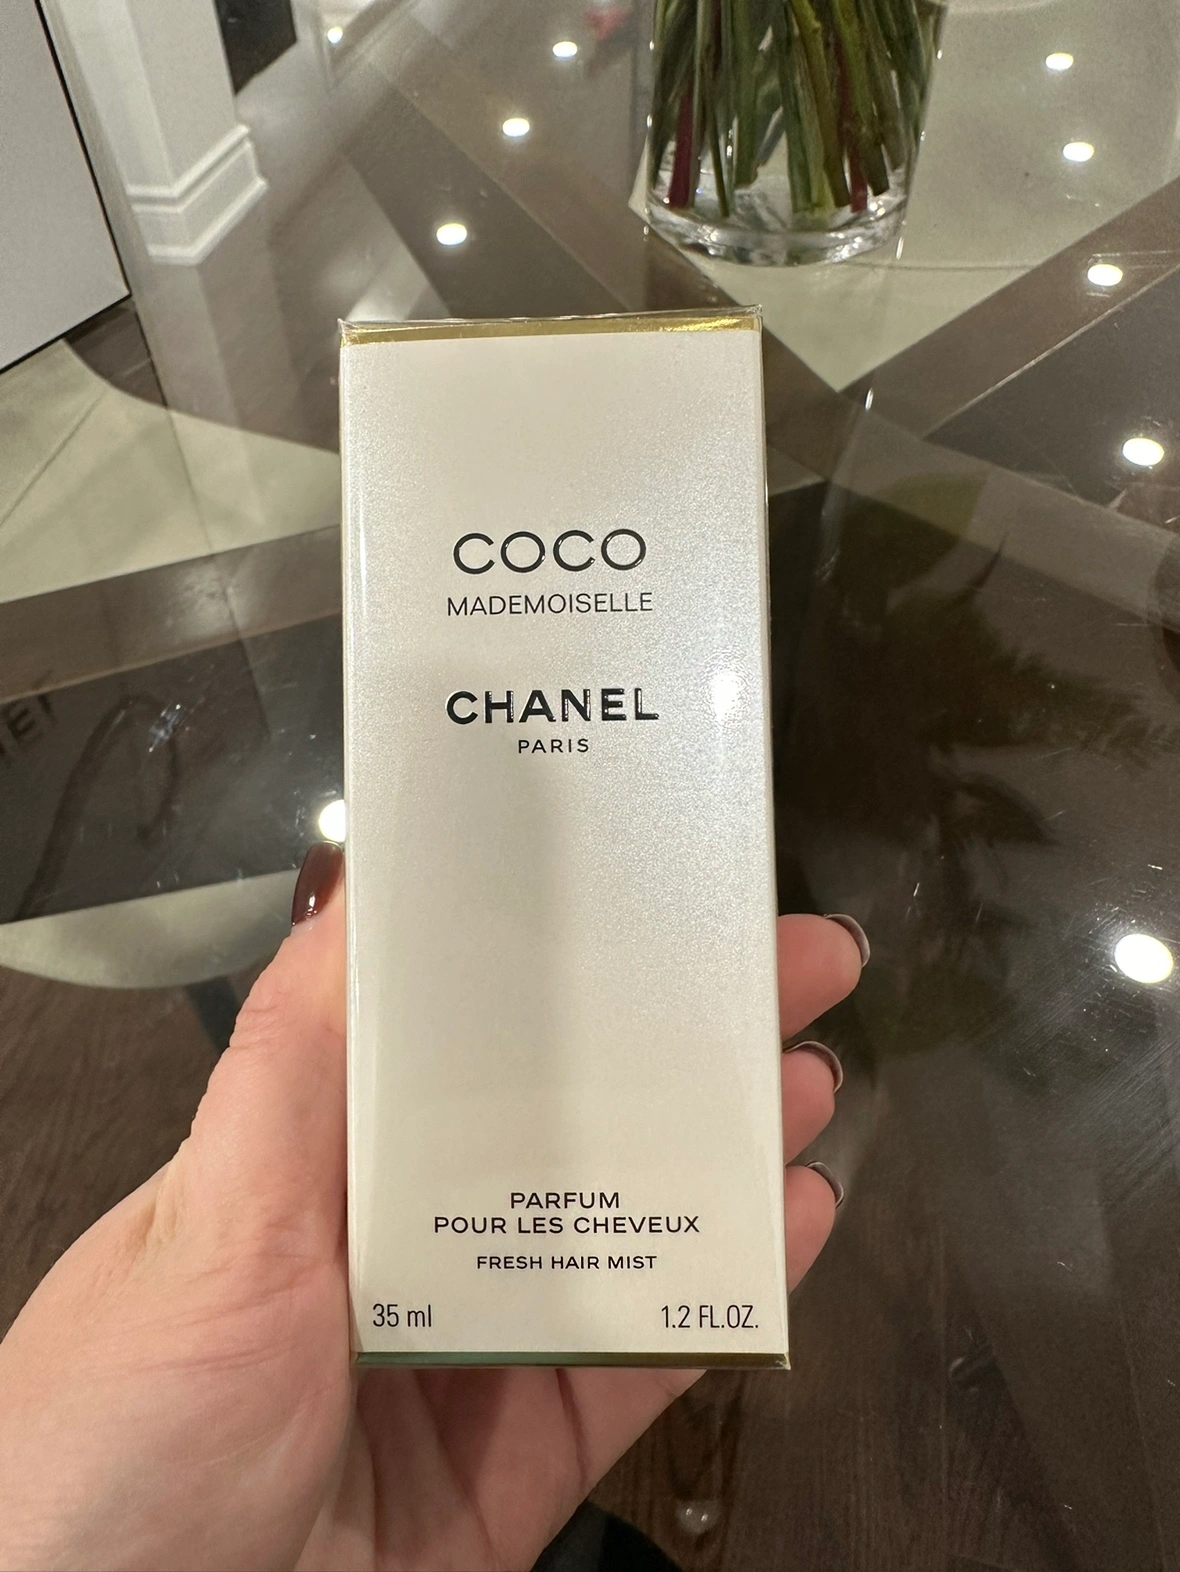 COCO
MADEMOISELLE
CHANEL
PARIS
PARFUM
POUR LES CHEVEUX
FRESH HAIR MIST
35 ml 1.2 FL.OZ.